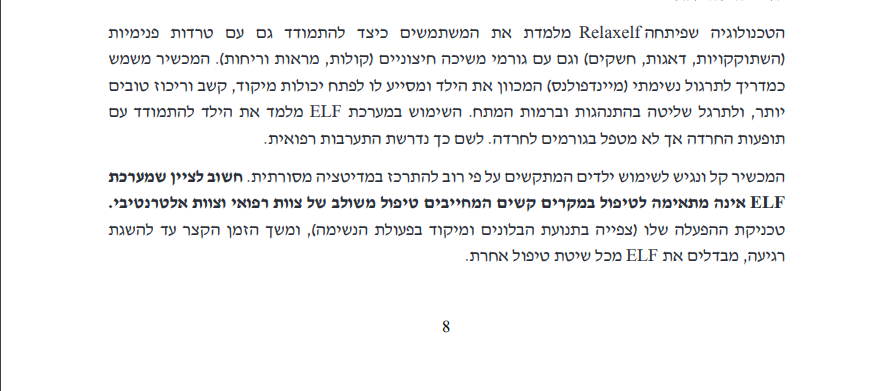 הטכנולוגיה שפיתחה Relaxelf מלמדת את המשתמשים כיצד להתמודד גם עם טרדות פנימיות
(השתוקקויות, דאגות, חשקים) וגם עם גורמי משיכה חיצוניים (קולות, מראות וריחות). המכשיר משמש
כמדריך לתרגול נשימתי (מיינדפולנס) המכוון את הילד ומסייע לו לפתח יכולות מיקוד, קשב וריכוז טובים
יותר, ולתרגל שליטה בהתנהגות וברמות המתח. השימוש במערכת ELF מלמד את הילד להתמודד עם
תופעות החרדה אך לא מטפל בגורמים לחרדה. לשם כך נדרשת התערבות רפואית.
המכשיר קל ונגיש לשימוש ילדים המתקשים על פי רוב להתרכז במדיטציה מסורתית. חשוב לציין שמערכת
ELF אינה מתאימה לטיפול במקרים קשים המחייבים טיפול משולב של צוות רפואי וצוות אלטרנטיבי.
טכניקת ההפעלה שלו (צפייה בתנועת הבלונים ומיקוד בפעולת הנשימה), ומשך הזמן הקצר עד להשגת
רגיעה, מבדלים את ELF מכל שיטת טיפול אחרת.
8